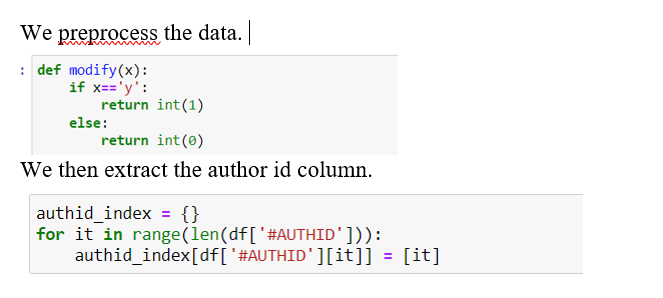 We preprocess the data.
: def modify(x):
    if x=='y':
        return int(1)
    else:
        return int(0)
We then extract the author id column.
authid_index = {}
for it in range(len(df['#AUTHID'])):
    authid_index[df['#AUTHID'][it]] = [it]